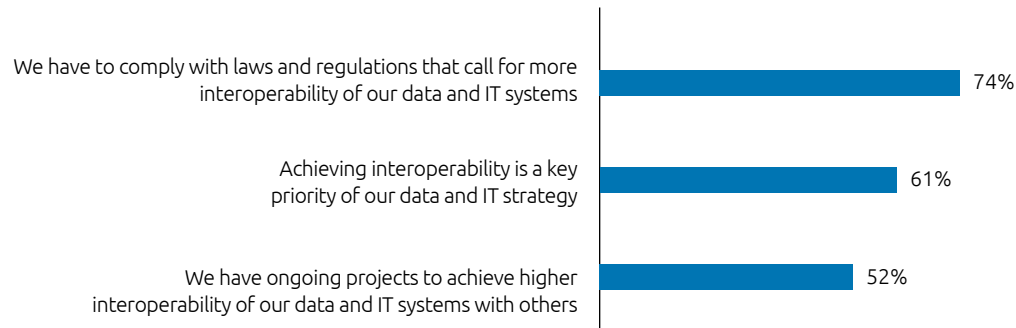 We have to comply with laws and regulations that call for more
interoperability of our data and IT systems
74%
Achieving interoperability is a key
priority of our data and IT strategy
61%
We have ongoing projects to achieve higher
interoperability of our data and IT systems with others
52%